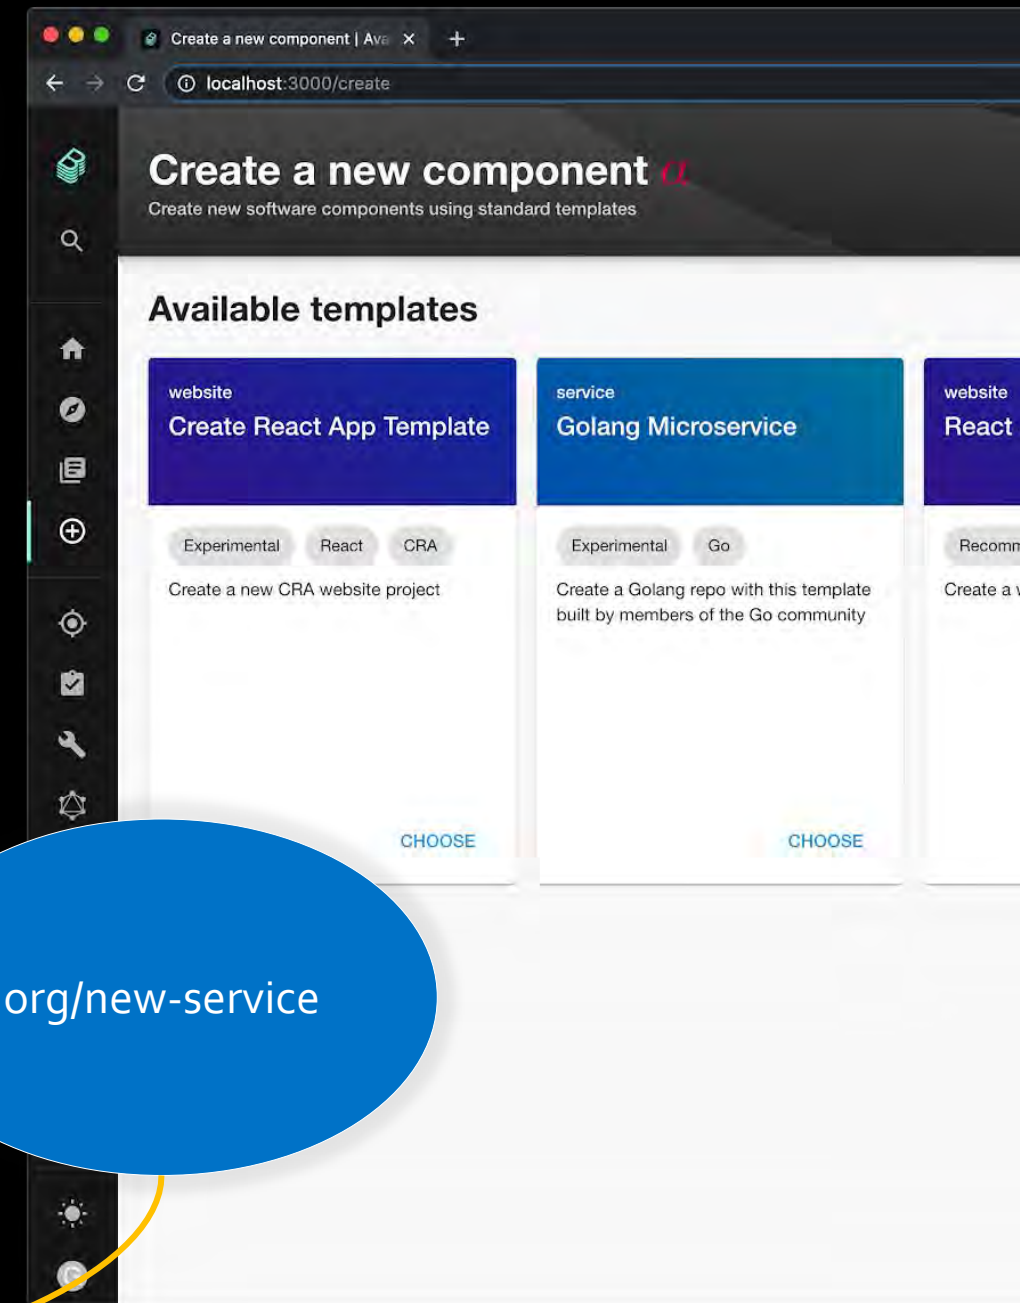 Create a new component | Ava
localhost:3000/create
Create a new component α
Create new software components using standard templates
Available templates
website
Create React App Template
Experimental React CRA
Create a new CRA website project
CHOOSE
service
Golang Microservice
Experimental Go
Create a Golang repo with this template
built by members of the Go community
CHOOSE
website
React
Recomm
Create a
org/new-service